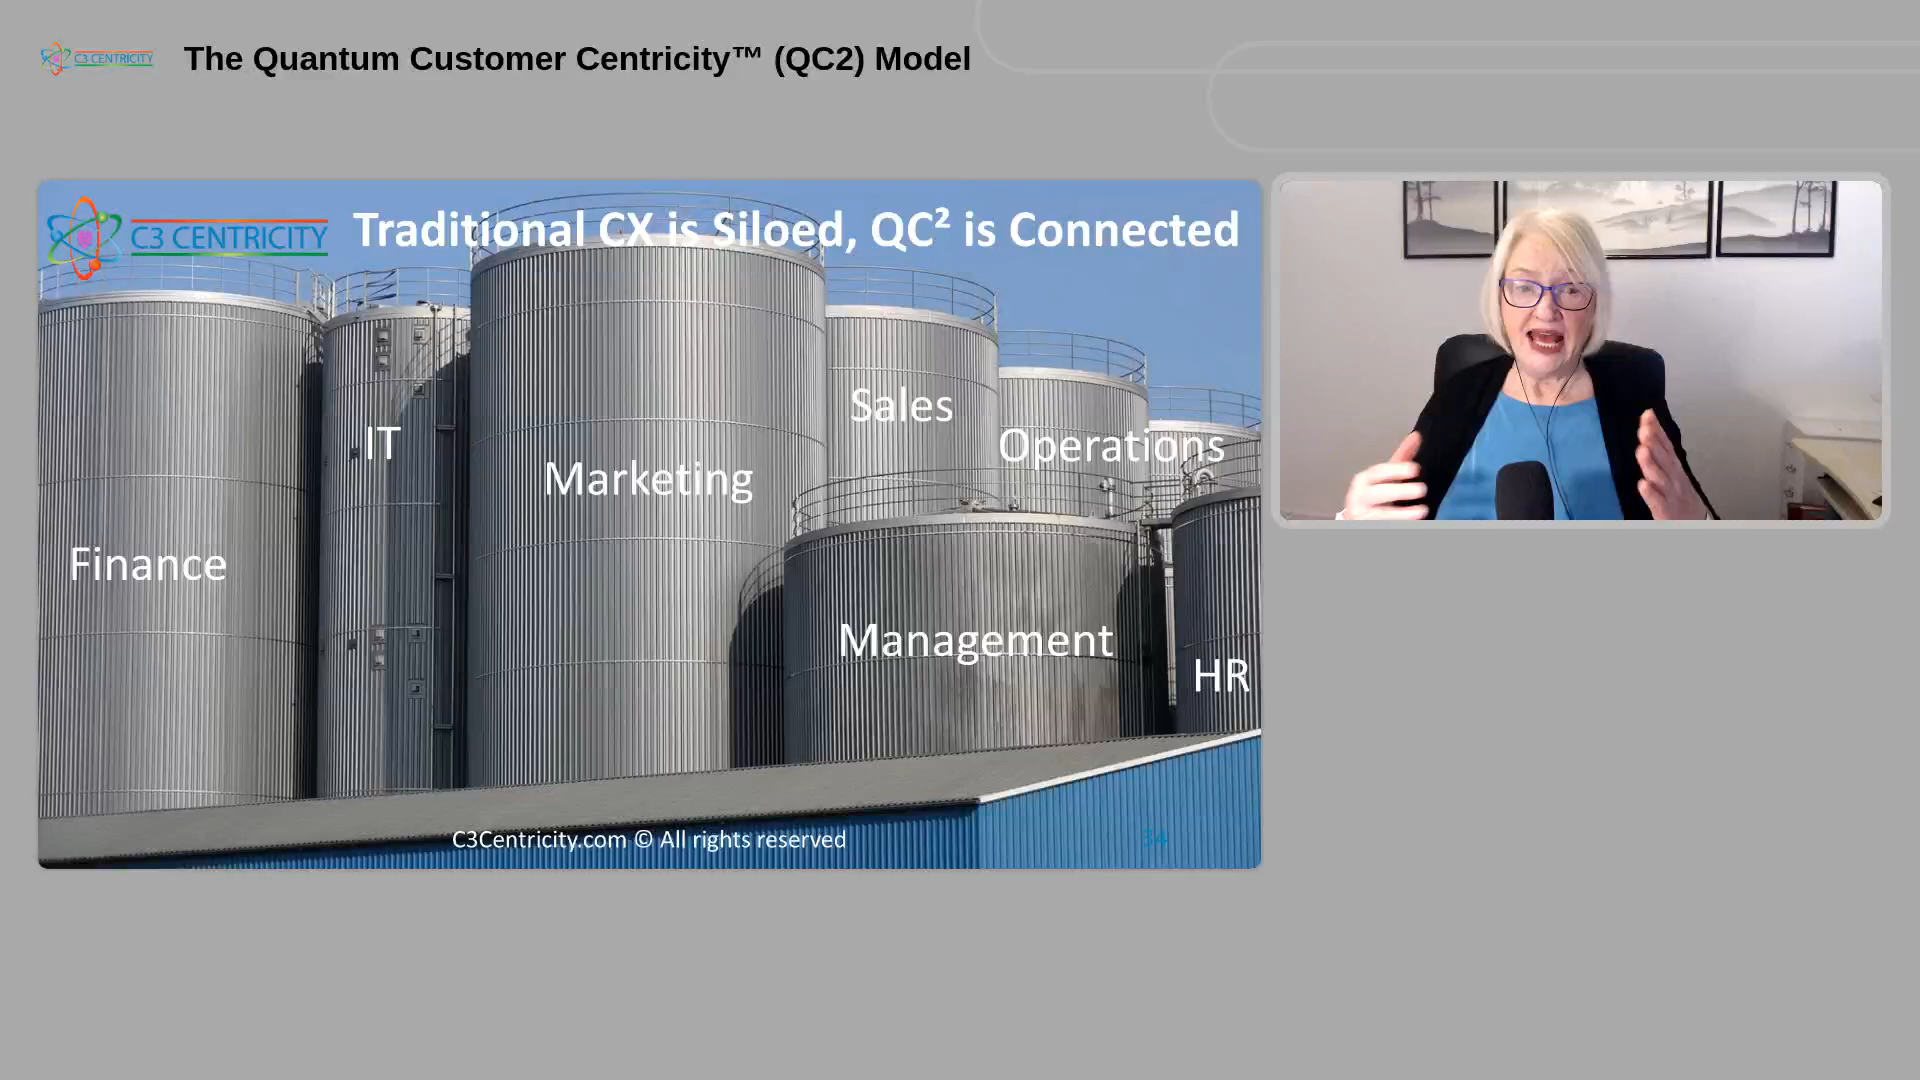 C3 CENTRICITY
The Quantum Customer Centricity™ (QC2) Model
C3 CENTRICITY
Traditional CX is Siloed, QC² is Connected
Sales
IT
Operations
Marketing
Finance
Management
HR
C3Centricity.com © All rights reserved
34